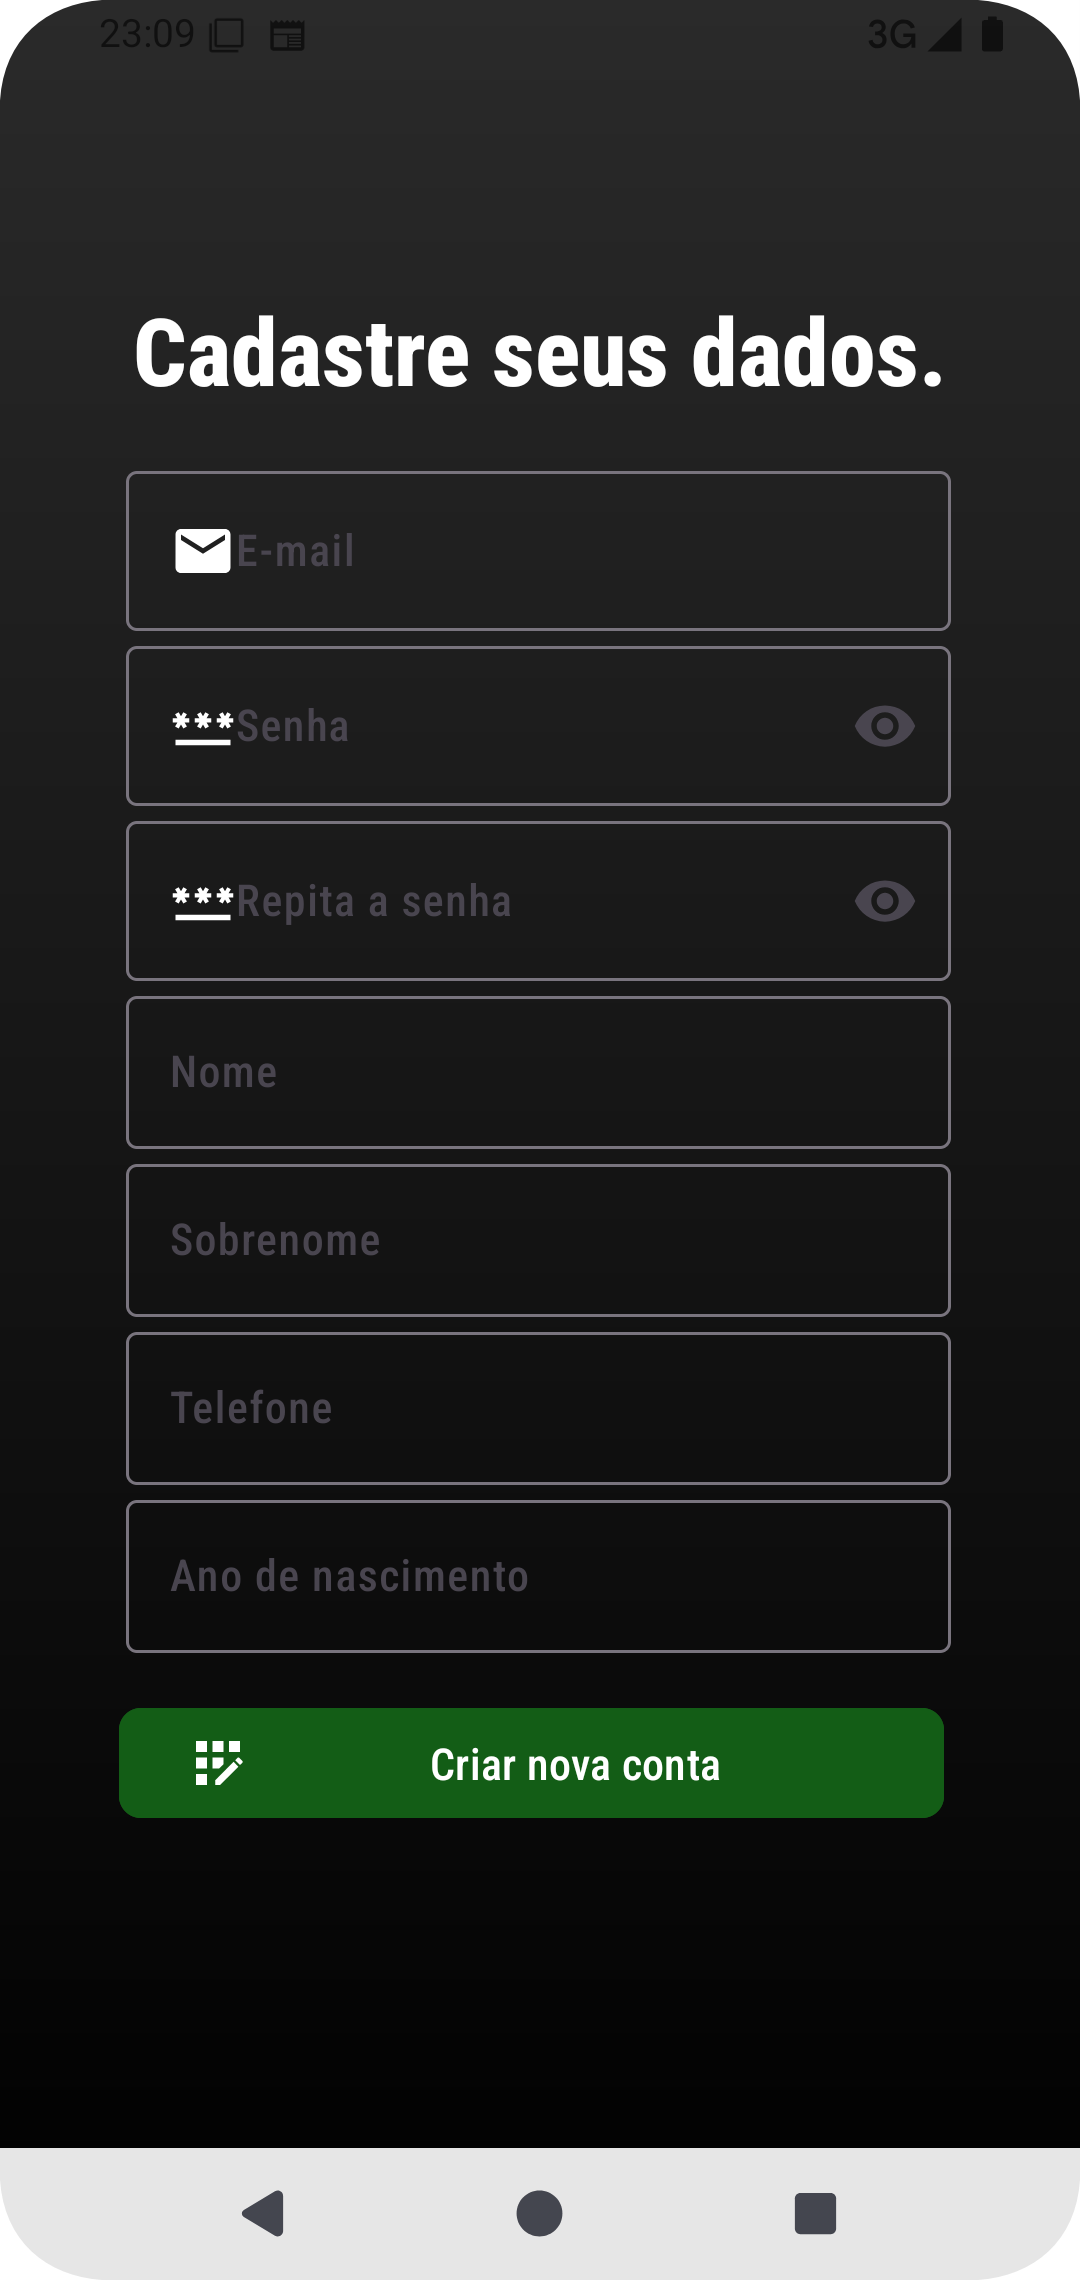 23:09 3G
Cadastre seus dados.
E-mail
Senha
Repita a senha
Nome
Sobrenome
Telefone
Ano de nascimento
Criar nova conta